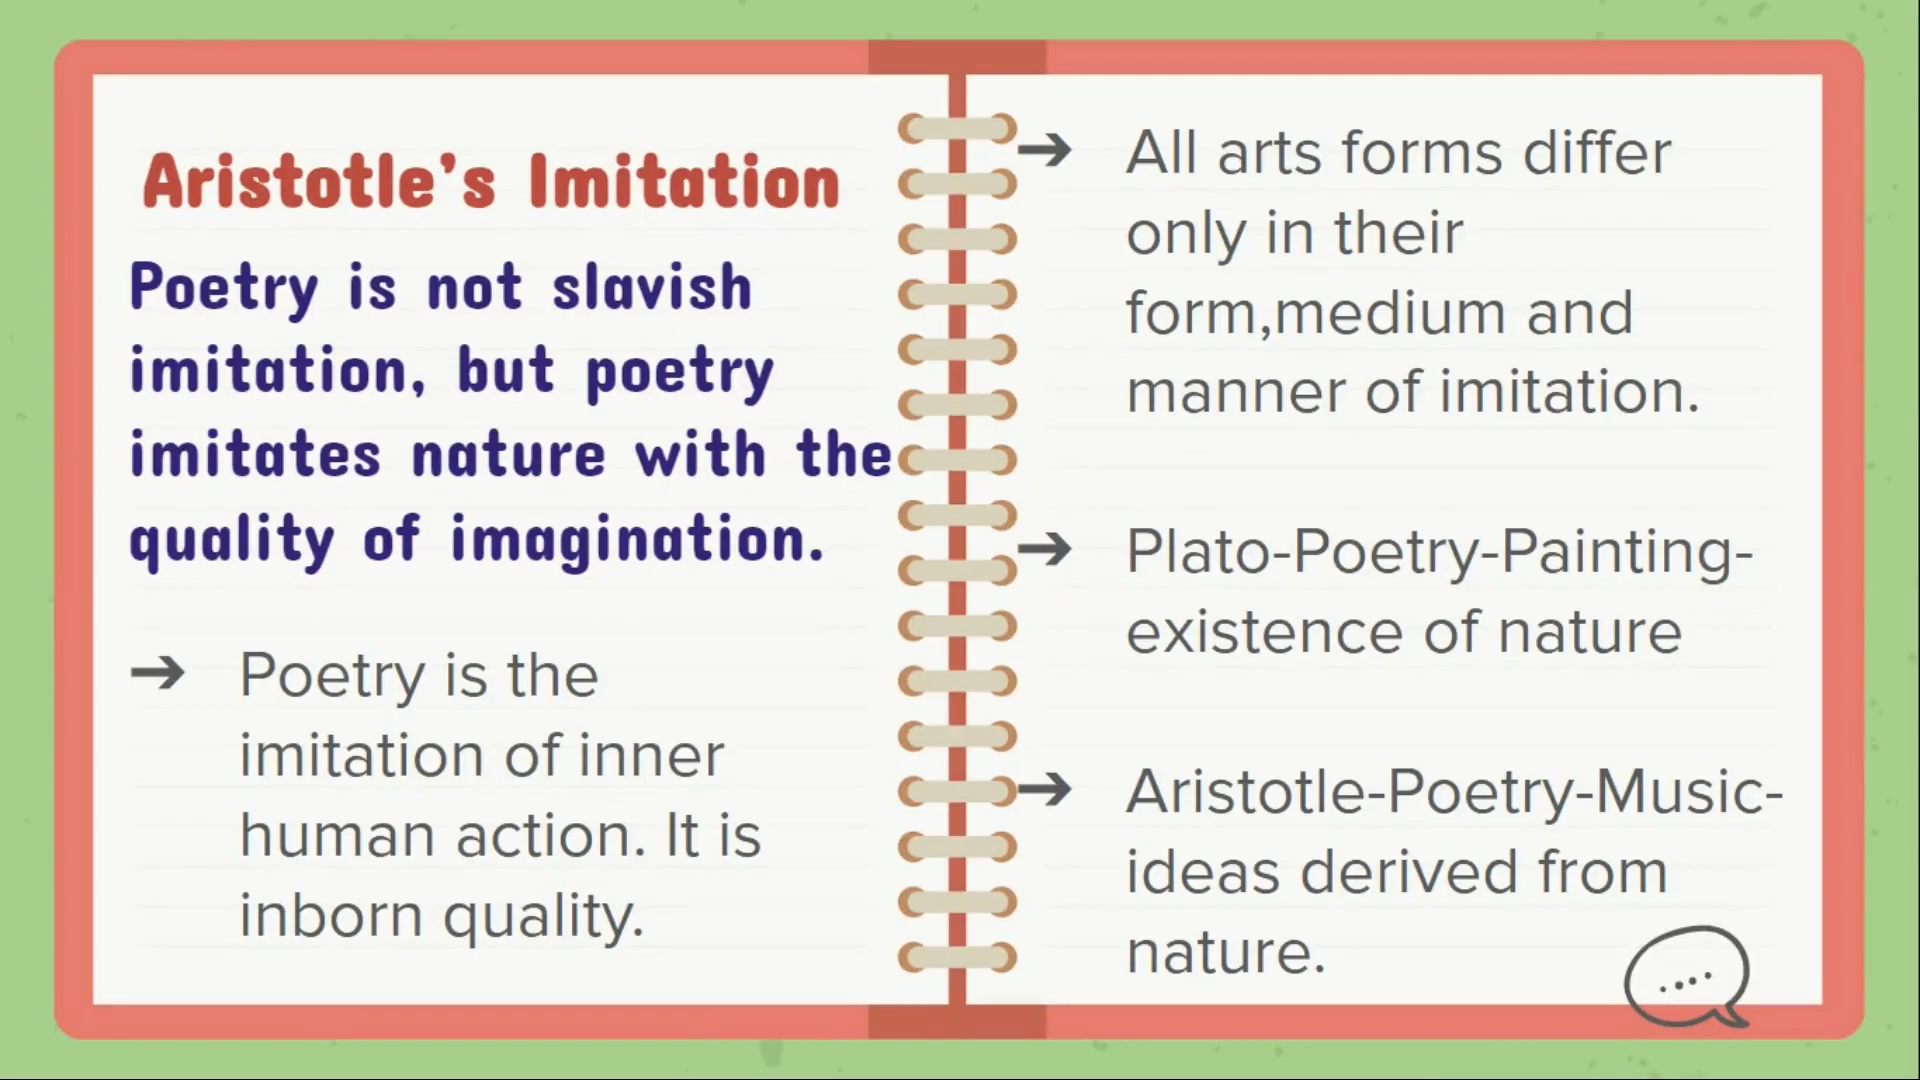 Aristotle's Imitation
Poetry is not slavish
imitation, but poetry
imitates nature with the
quality of imagination.
➔ Poetry is the
imitation of inner
human action. It is
inborn quality.
➔ All arts forms differ
only in their
form,medium and
manner of imitation.
➔ Plato-Poetry-Painting-
existence of nature
➔ Aristotle-Poetry-Music-
ideas derived from
nature.